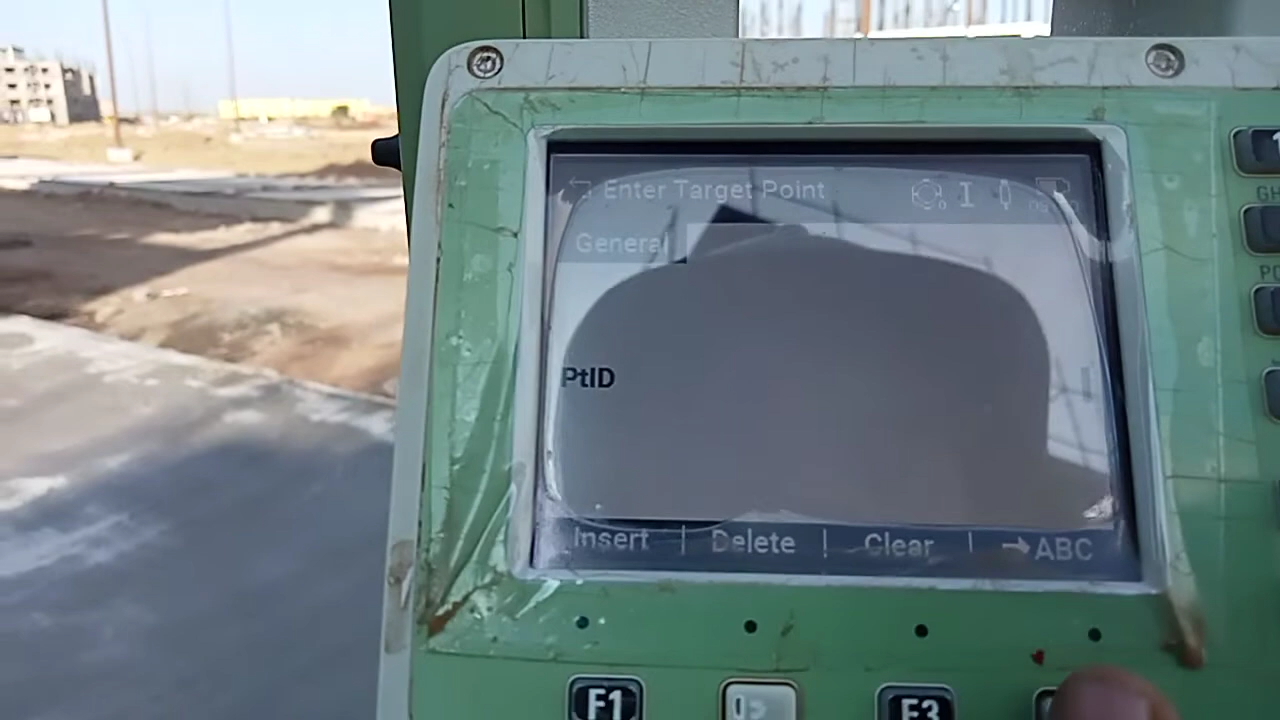 Enter Target Point
General
PtID
Insert | Delete | Clear | →ABC
F1
F3